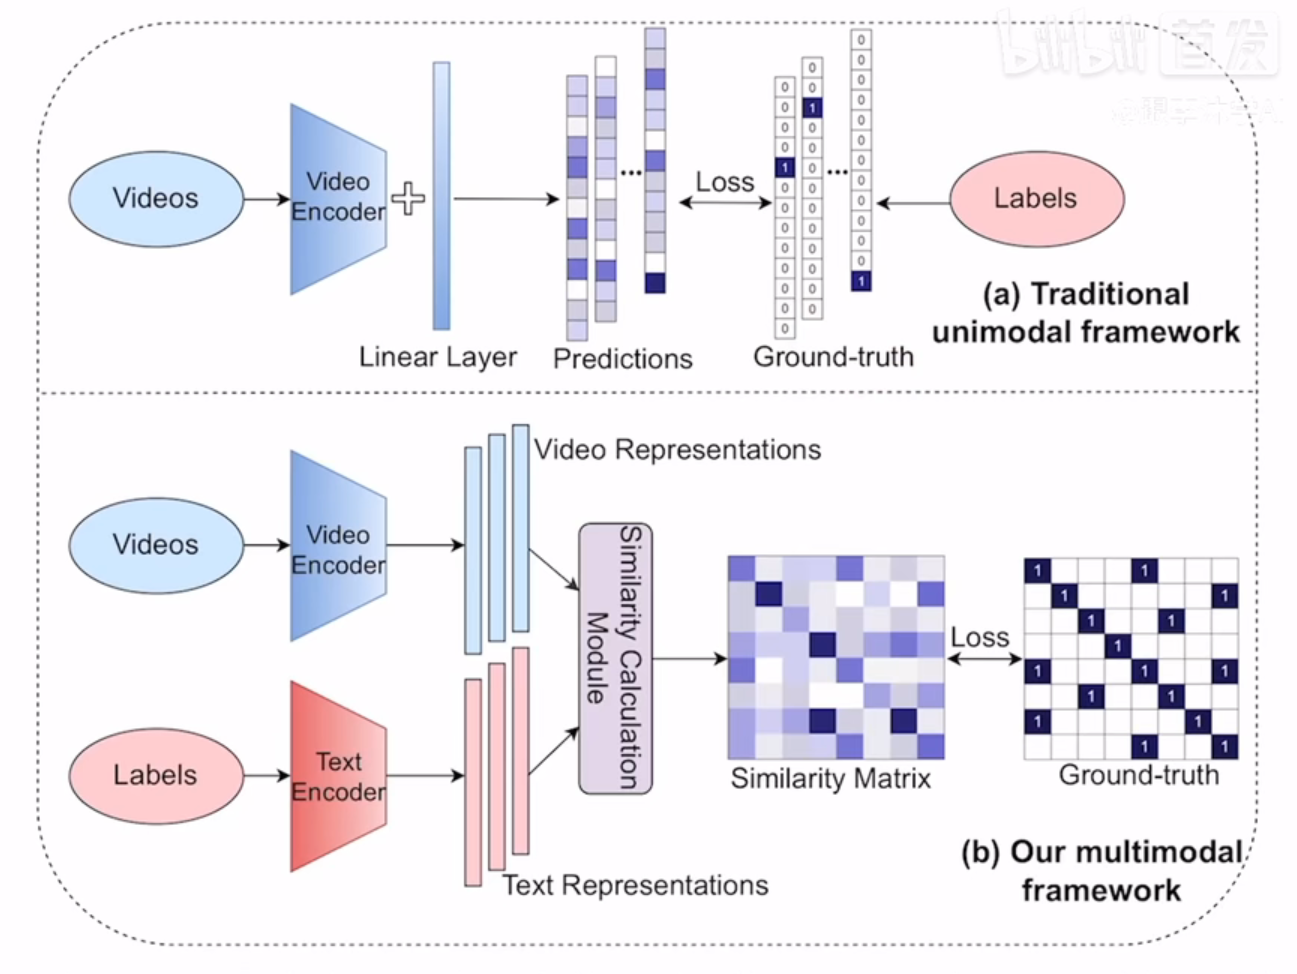 bilibili 首发
Videos
Video
Encoder
Linear Layer
Predictions
...
Loss
0
0
0
0
1
0
0
0
0
0
0
0
0
0
0
1
0
0
0
0
0
0
0
0
0
0
...
0
0
0
0
0
0
0
0
0
0
0
0
1
Ground-truth
Labels
(a) Traditional
unimodal framework
Videos
Video
Encoder
Video Representations
Labels
Text
Encoder
Text Representations
Similarity Calculation
Module
Similarity Matrix
Loss
1 1
1 1
1 1
1
1 1 1
1 1
1 1
1 1
Ground-truth
(b) Our multimodal
framework